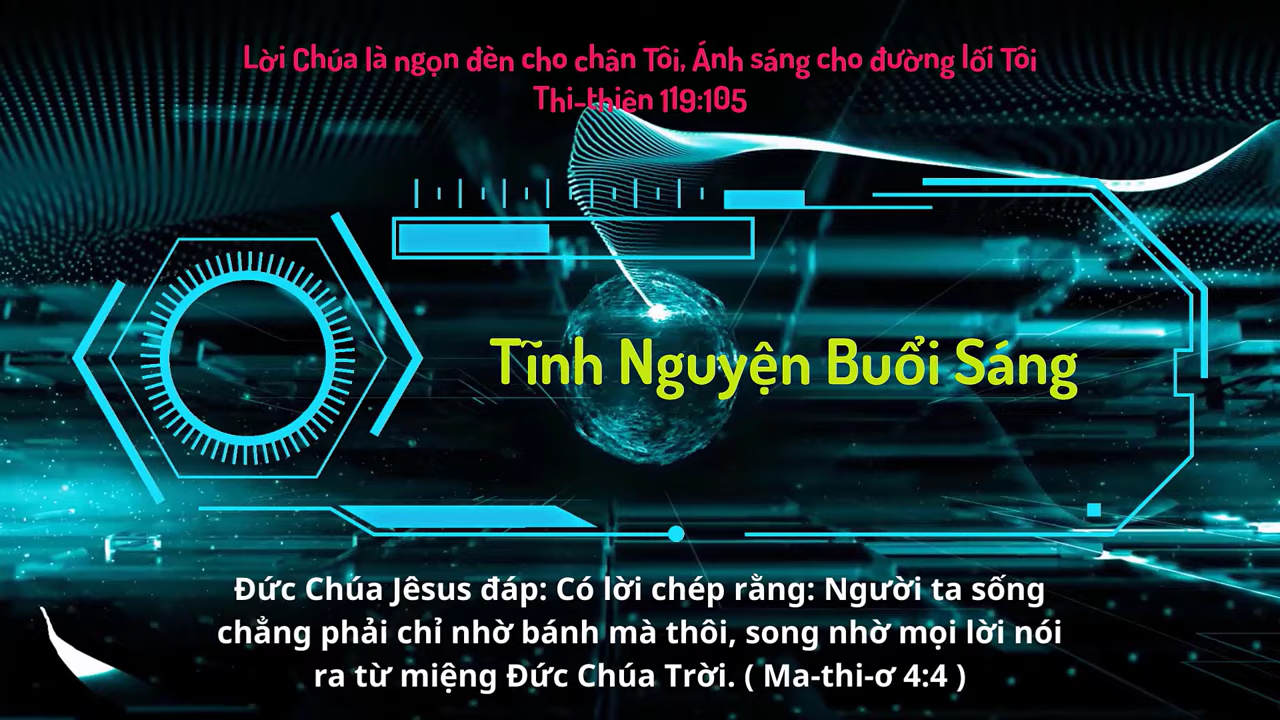 Lời Chúa là ngọn đèn cho chân Tôi, Ánh sáng cho đường lối Tôi
Thi-thiên 119:105
Tĩnh Nguyện Buổi Sáng
Đức Chúa Jêsus đáp: Có lời chép rằng: Người ta sống
chẳng phải chỉ nhờ bánh mà thôi, song nhờ mọi lời nói
ra từ miệng Đức Chúa Trời. ( Ma-thi-ơ 4:4 )